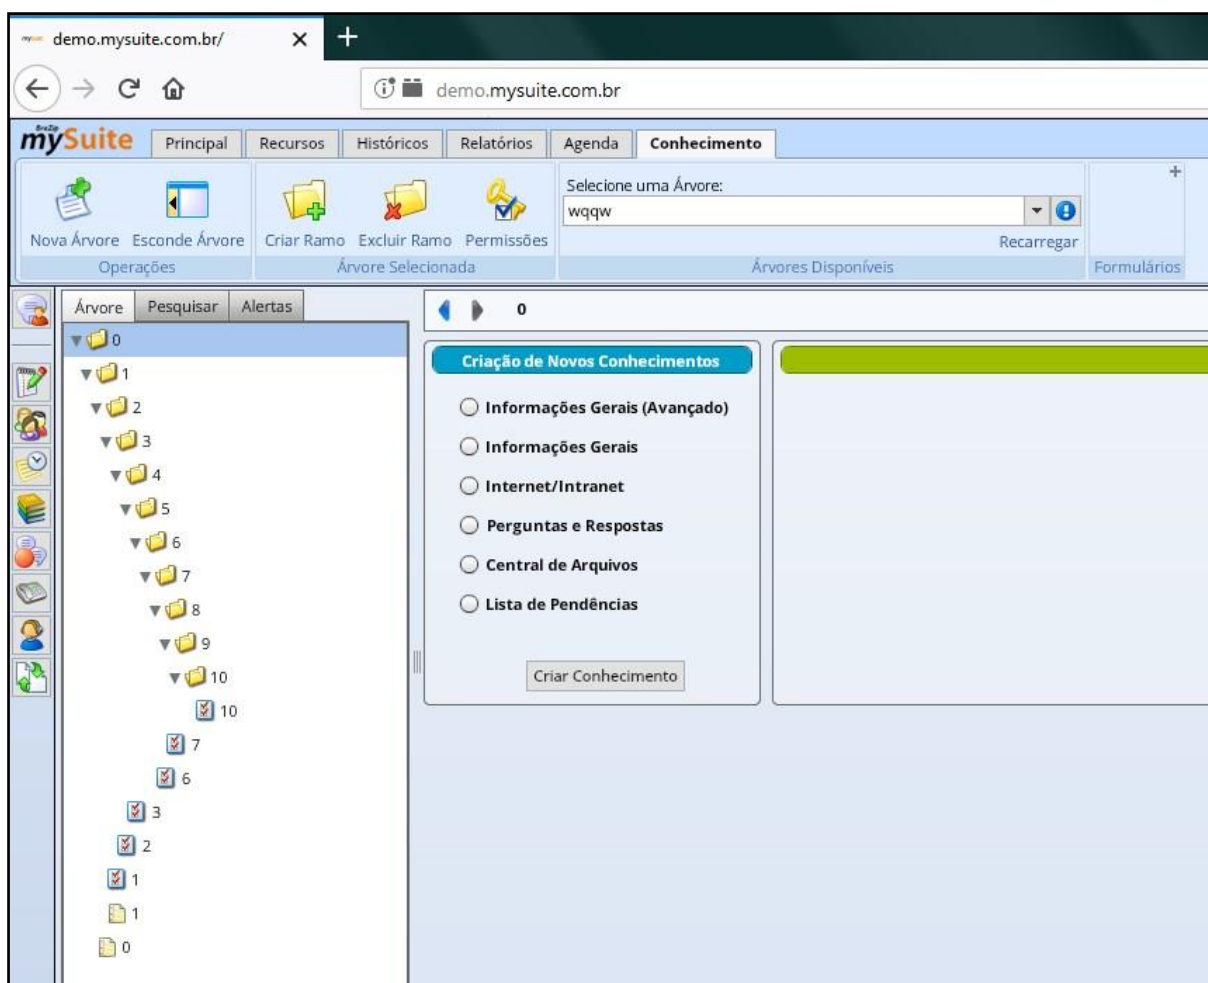 demo.mysuite.com.br/
demo.mysuite.com.br
BraZip
mySuite
Principal
Recursos
Históricos
Relatórios
Agenda
Conhecimento
Nova Árvore
Esconde Árvore
Operações
Criar Ramo
Excluir Ramo
Permissões
Árvore Selecionada
Selecione uma Árvore:
wqqw
Recarregar
Árvores Disponíveis
Formulários
Árvore
Pesquisar
Alertas
0
1
2
3
4
5
6
7
8
9
10
10
7
6
3
2
1
1
0
0
Criação de Novos Conhecimentos
Informações Gerais (Avançado)
Informações Gerais
Internet/Intranet
Perguntas e Respostas
Central de Arquivos
Lista de Pendências
Criar Conhecimento